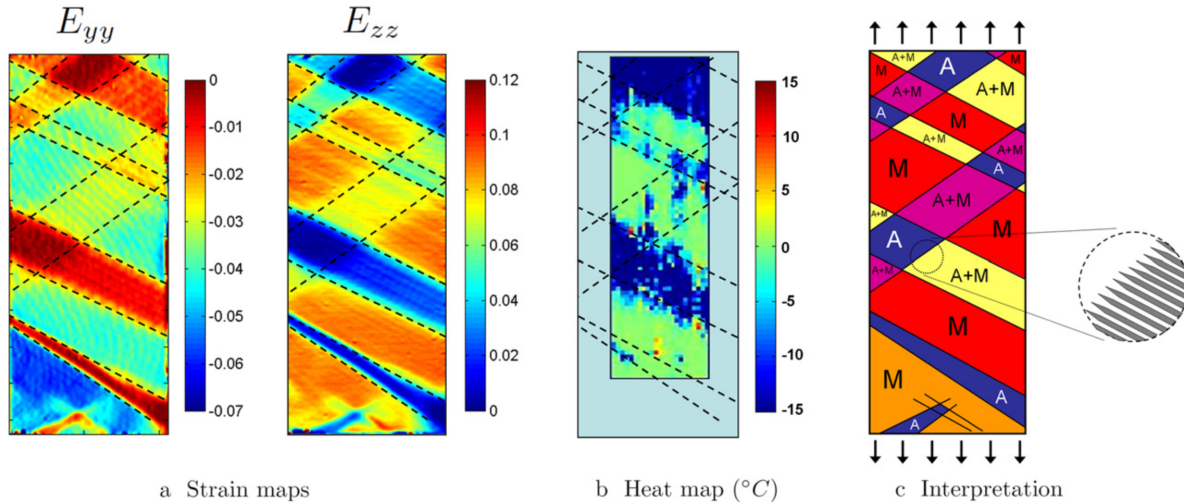 E_yy
E_zz
0
-0.01
-0.02
-0.03
-0.04
-0.05
-0.06
-0.07
0.12
0.10
0.08
0.06
0.04
0.02
0
15
10
5
0
-5
-10
-15
A+M
M
A
M
A+M
A+M
A
M
A+M
A+M
M
A
A+M
A+M
M
A
A+M
A+M
M
M
A
A
a Strain maps
b Heat map (°C)
c Interpretation